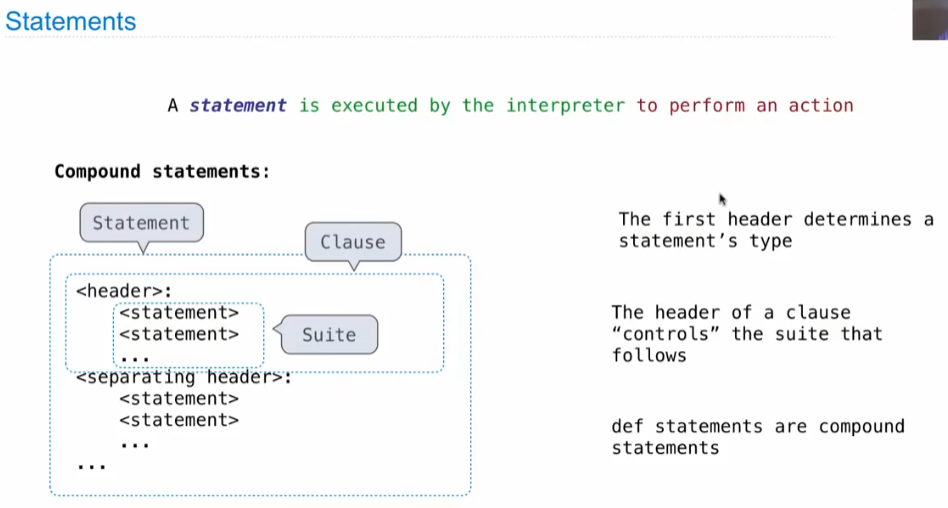 Statements
A statement is executed by the interpreter to perform an action
Compound statements:
Statement
Clause
<header>:
<statement>
<statement>
...
Suite
<separating header>:
<statement>
<statement>
...
...
The first header determines a
statement’s type
The header of a clause
“controls” the suite that
follows
def statements are compound
statements